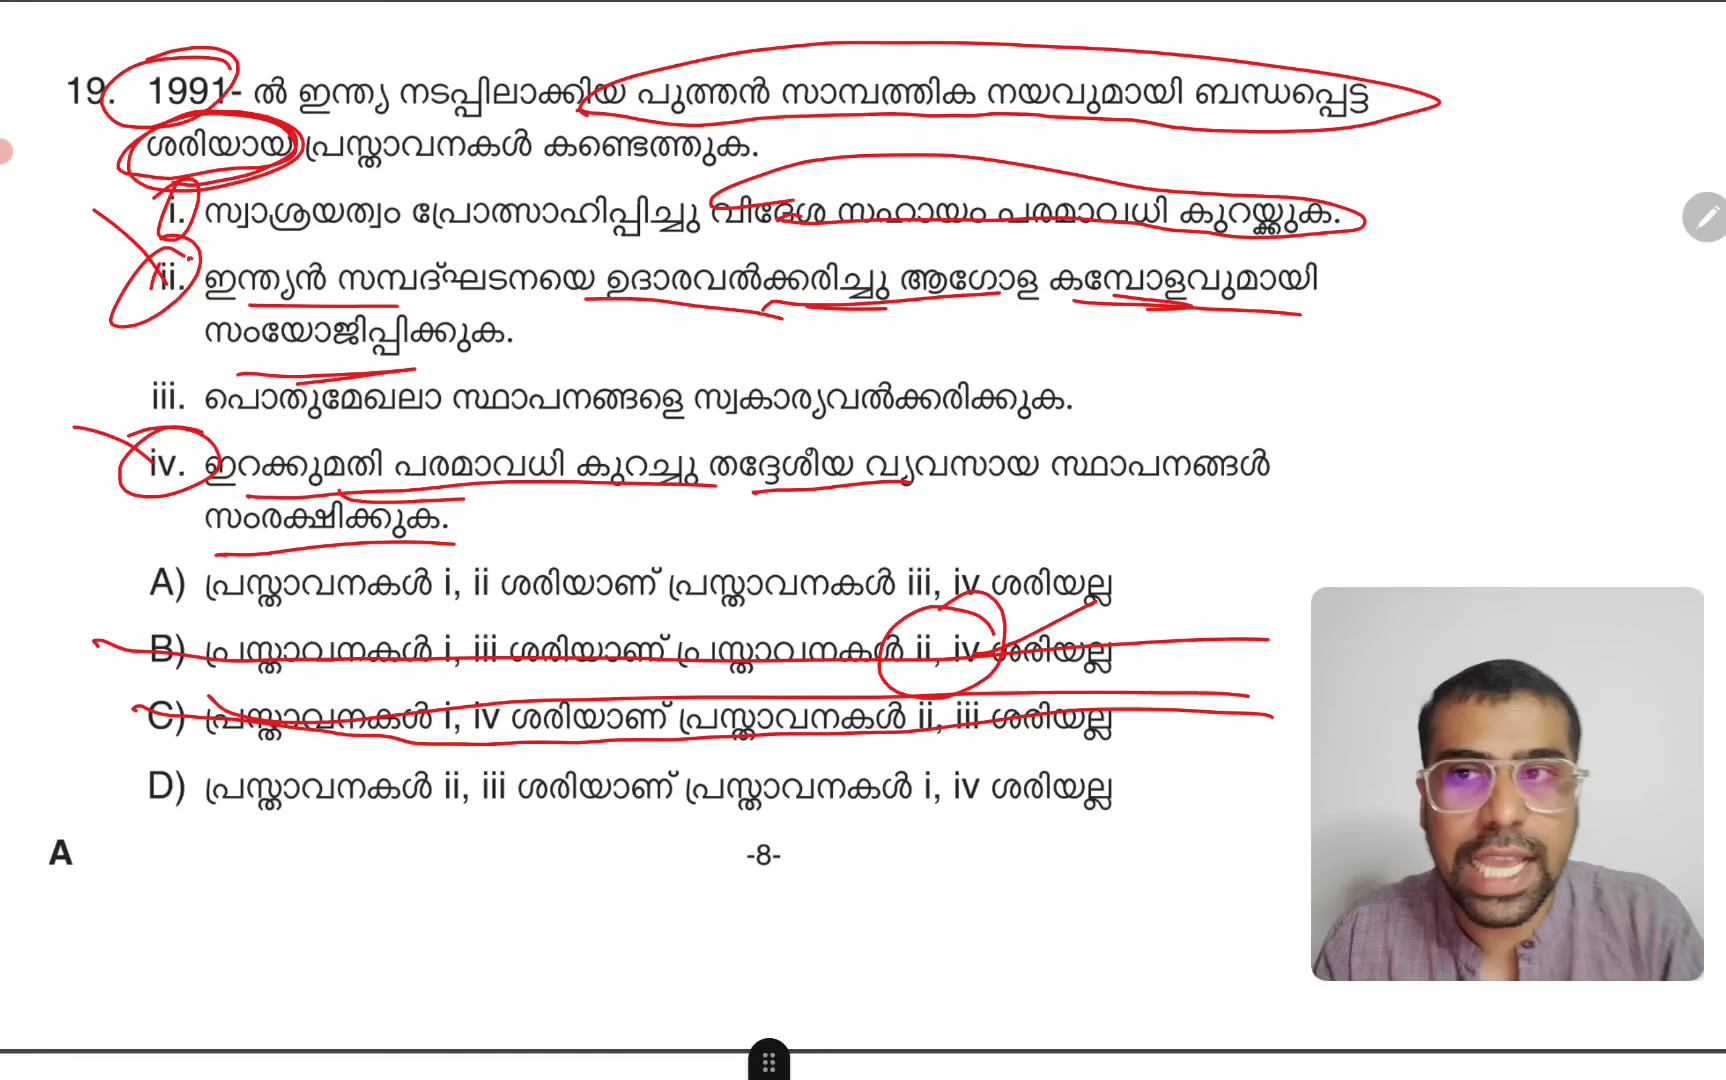 19. 1991- ൽ ഇന്ത്യ നടപ്പിലാക്കിയ പുത്തൻ സാമ്പത്തിക നയവുമായി ബന്ധപ്പെട്ട
ശരിയായ പ്രസ്താവനകൾ കണ്ടെത്തുക.
i. സ്വാശ്രയത്വം പ്രോത്സാഹിപ്പിച്ചു വിദേശ സഹായം പരമാവധി കുറയ്ക്കുക.
ii. ഇന്ത്യൻ സമ്പദ്ഘടനയെ ഉദാരവൽക്കരിച്ചു ആഗോള കമ്പോളവുമായി
സംയോജിപ്പിക്കുക.
iii. പൊതുമേഖലാ സ്ഥാപനങ്ങളെ സ്വകാര്യവൽക്കരിക്കുക.
iv. ഇറക്കുമതി പരമാവധി കുറച്ചു തദ്ദേശീയ വ്യവസായ സ്ഥാപനങ്ങൾ
സംരക്ഷിക്കുക.
A) പ്രസ്താവനകൾ i, ii ശരിയാണ് പ്രസ്താവനകൾ iii, iv ശരിയല്ല
B) പ്രസ്താവനകൾ i, iii ശരിയാണ് പ്രസ്താവനകൾ ii, iv ശരിയല്ല
C) പ്രസ്താവനകൾ i, iv ശരിയാണ് പ്രസ്താവനകൾ ii, iii ശരിയല്ല
D) പ്രസ്താവനകൾ ii, iii ശരിയാണ് പ്രസ്താവനകൾ i, iv ശരിയല്ല
A -8-